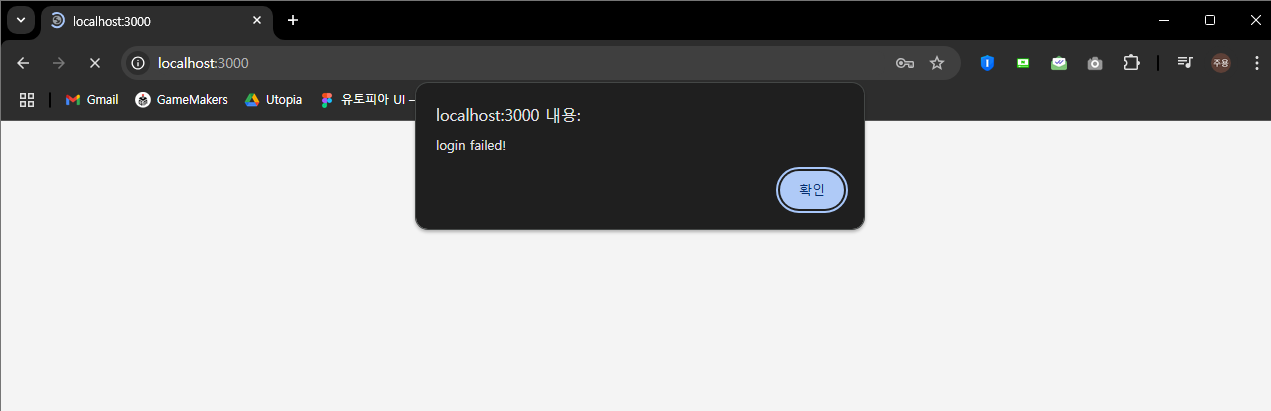 localhost:3000
localhost:3000
주용
Gmail
GameMakers
Utopia
유토피아 UI –
localhost:3000 내용:
login failed!
확인